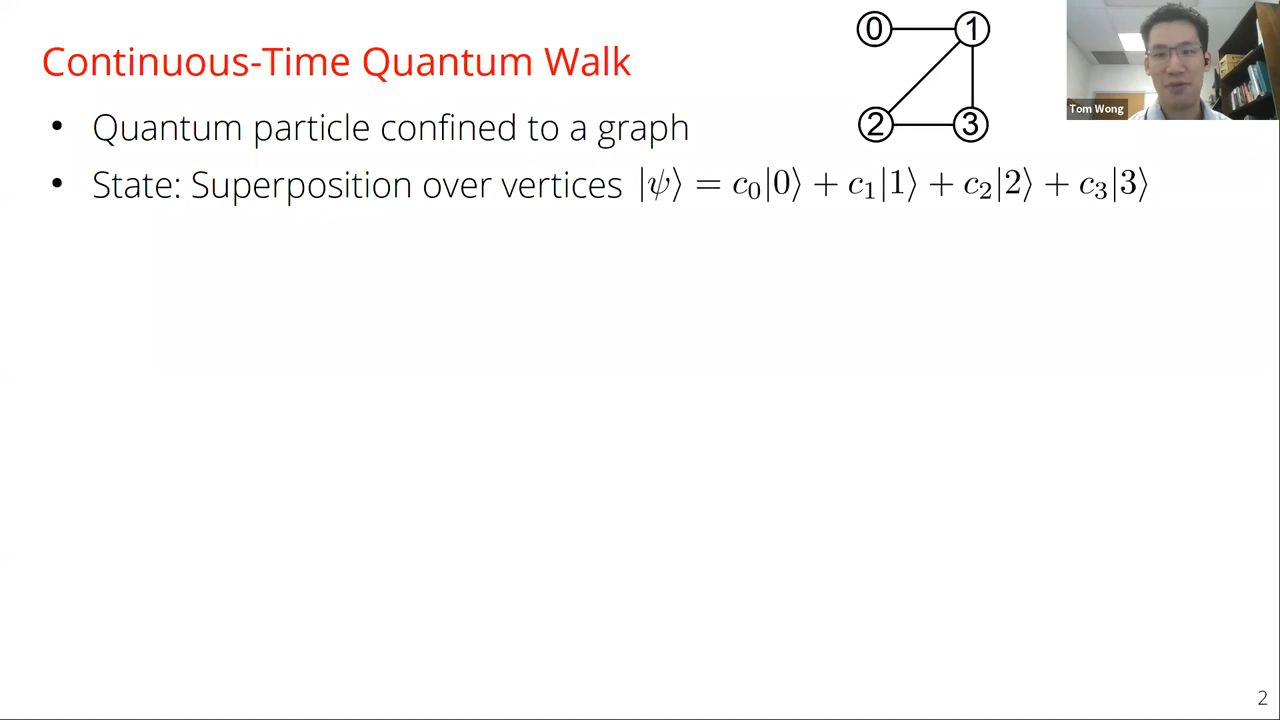 Continuous-Time Quantum Walk
• Quantum particle confined to a graph
• State: Superposition over vertices |ψ⟩ = c₀|0⟩ + c₁|1⟩ + c₂|2⟩ + c₃|3⟩
0 1
2 3
Tom Wong
2